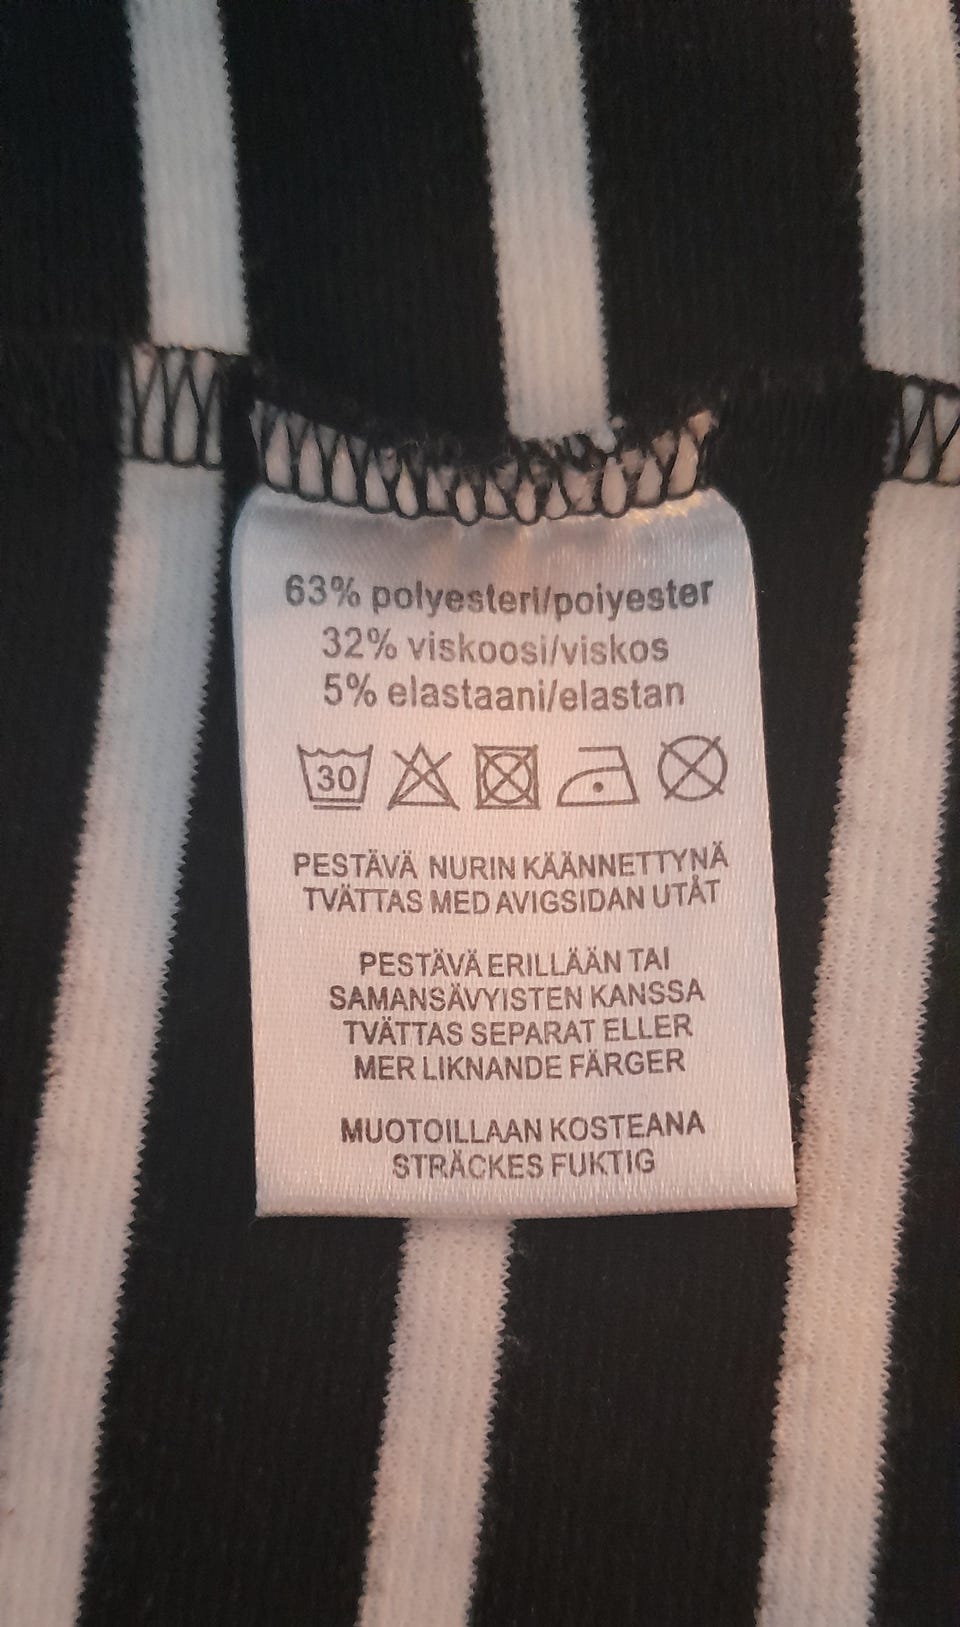 63% polyesteri/poiyester
32% viskoosi/viskos
5% elastaani/elastan
30
PESTÄVÄ NURIN KÄÄNNETTYNÄ
TVÄTTAS MED AVIGSIDAN UTÅT
PESTÄVÄ ERILLÄÄN TAI
SAMANSÄVYISTEN KANSSA
TVÄTTAS SEPARAT ELLER
MER LIKNANDE FÄRGER
MUOTOILLAAN KOSTEANA
STRÄCKES FUKTIG